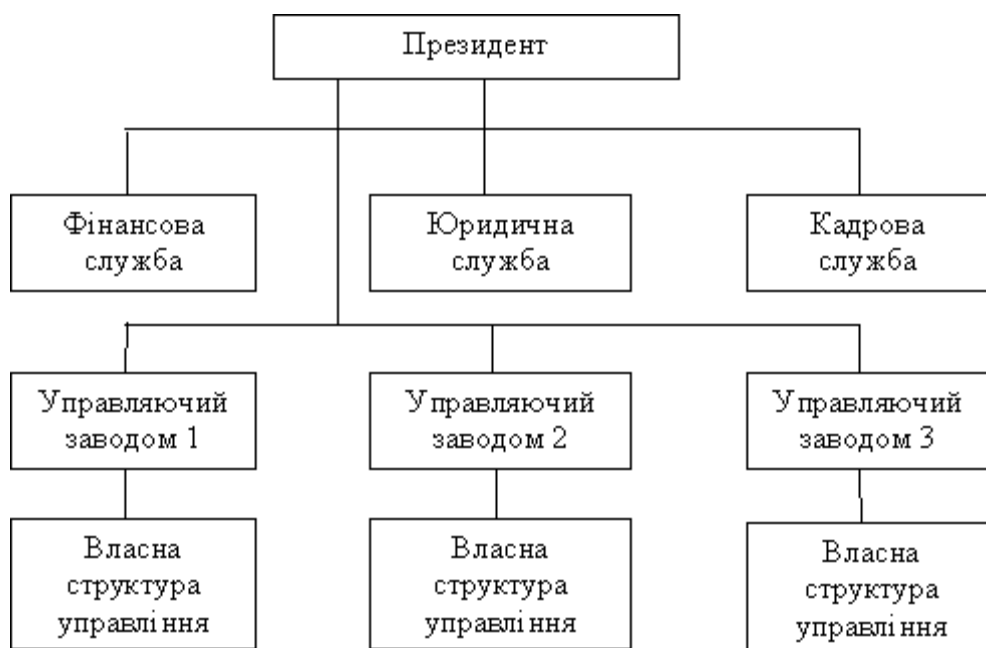 Президент
Фінансова
служба
Юридична
служба
Кадрова
служба
Управляючий
заводом 1
Управляючий
заводом 2
Управляючий
заводом 3
Власна
структура
управління
Власна
структура
управління
Власна
структура
управління